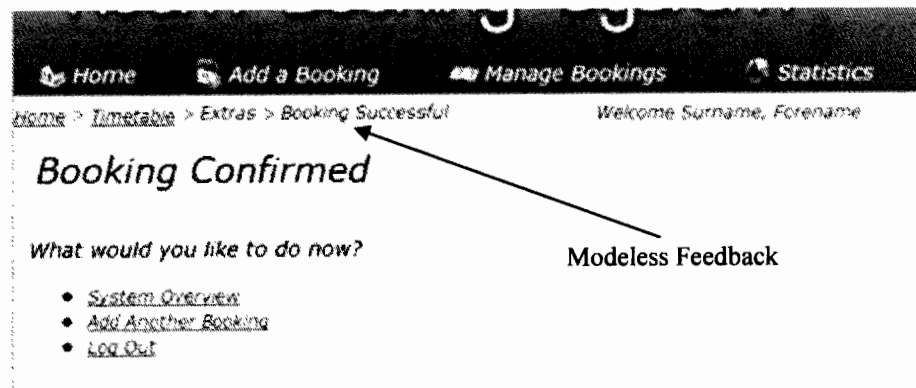 Home Add a Booking Manage Bookings Statistics
Home > Timetable > Extras > Booking Successful Welcome Surname, Forename
Booking Confirmed
What would you like to do now?
Modeless Feedback
• System Overview
• Add Another Booking
• Log Out